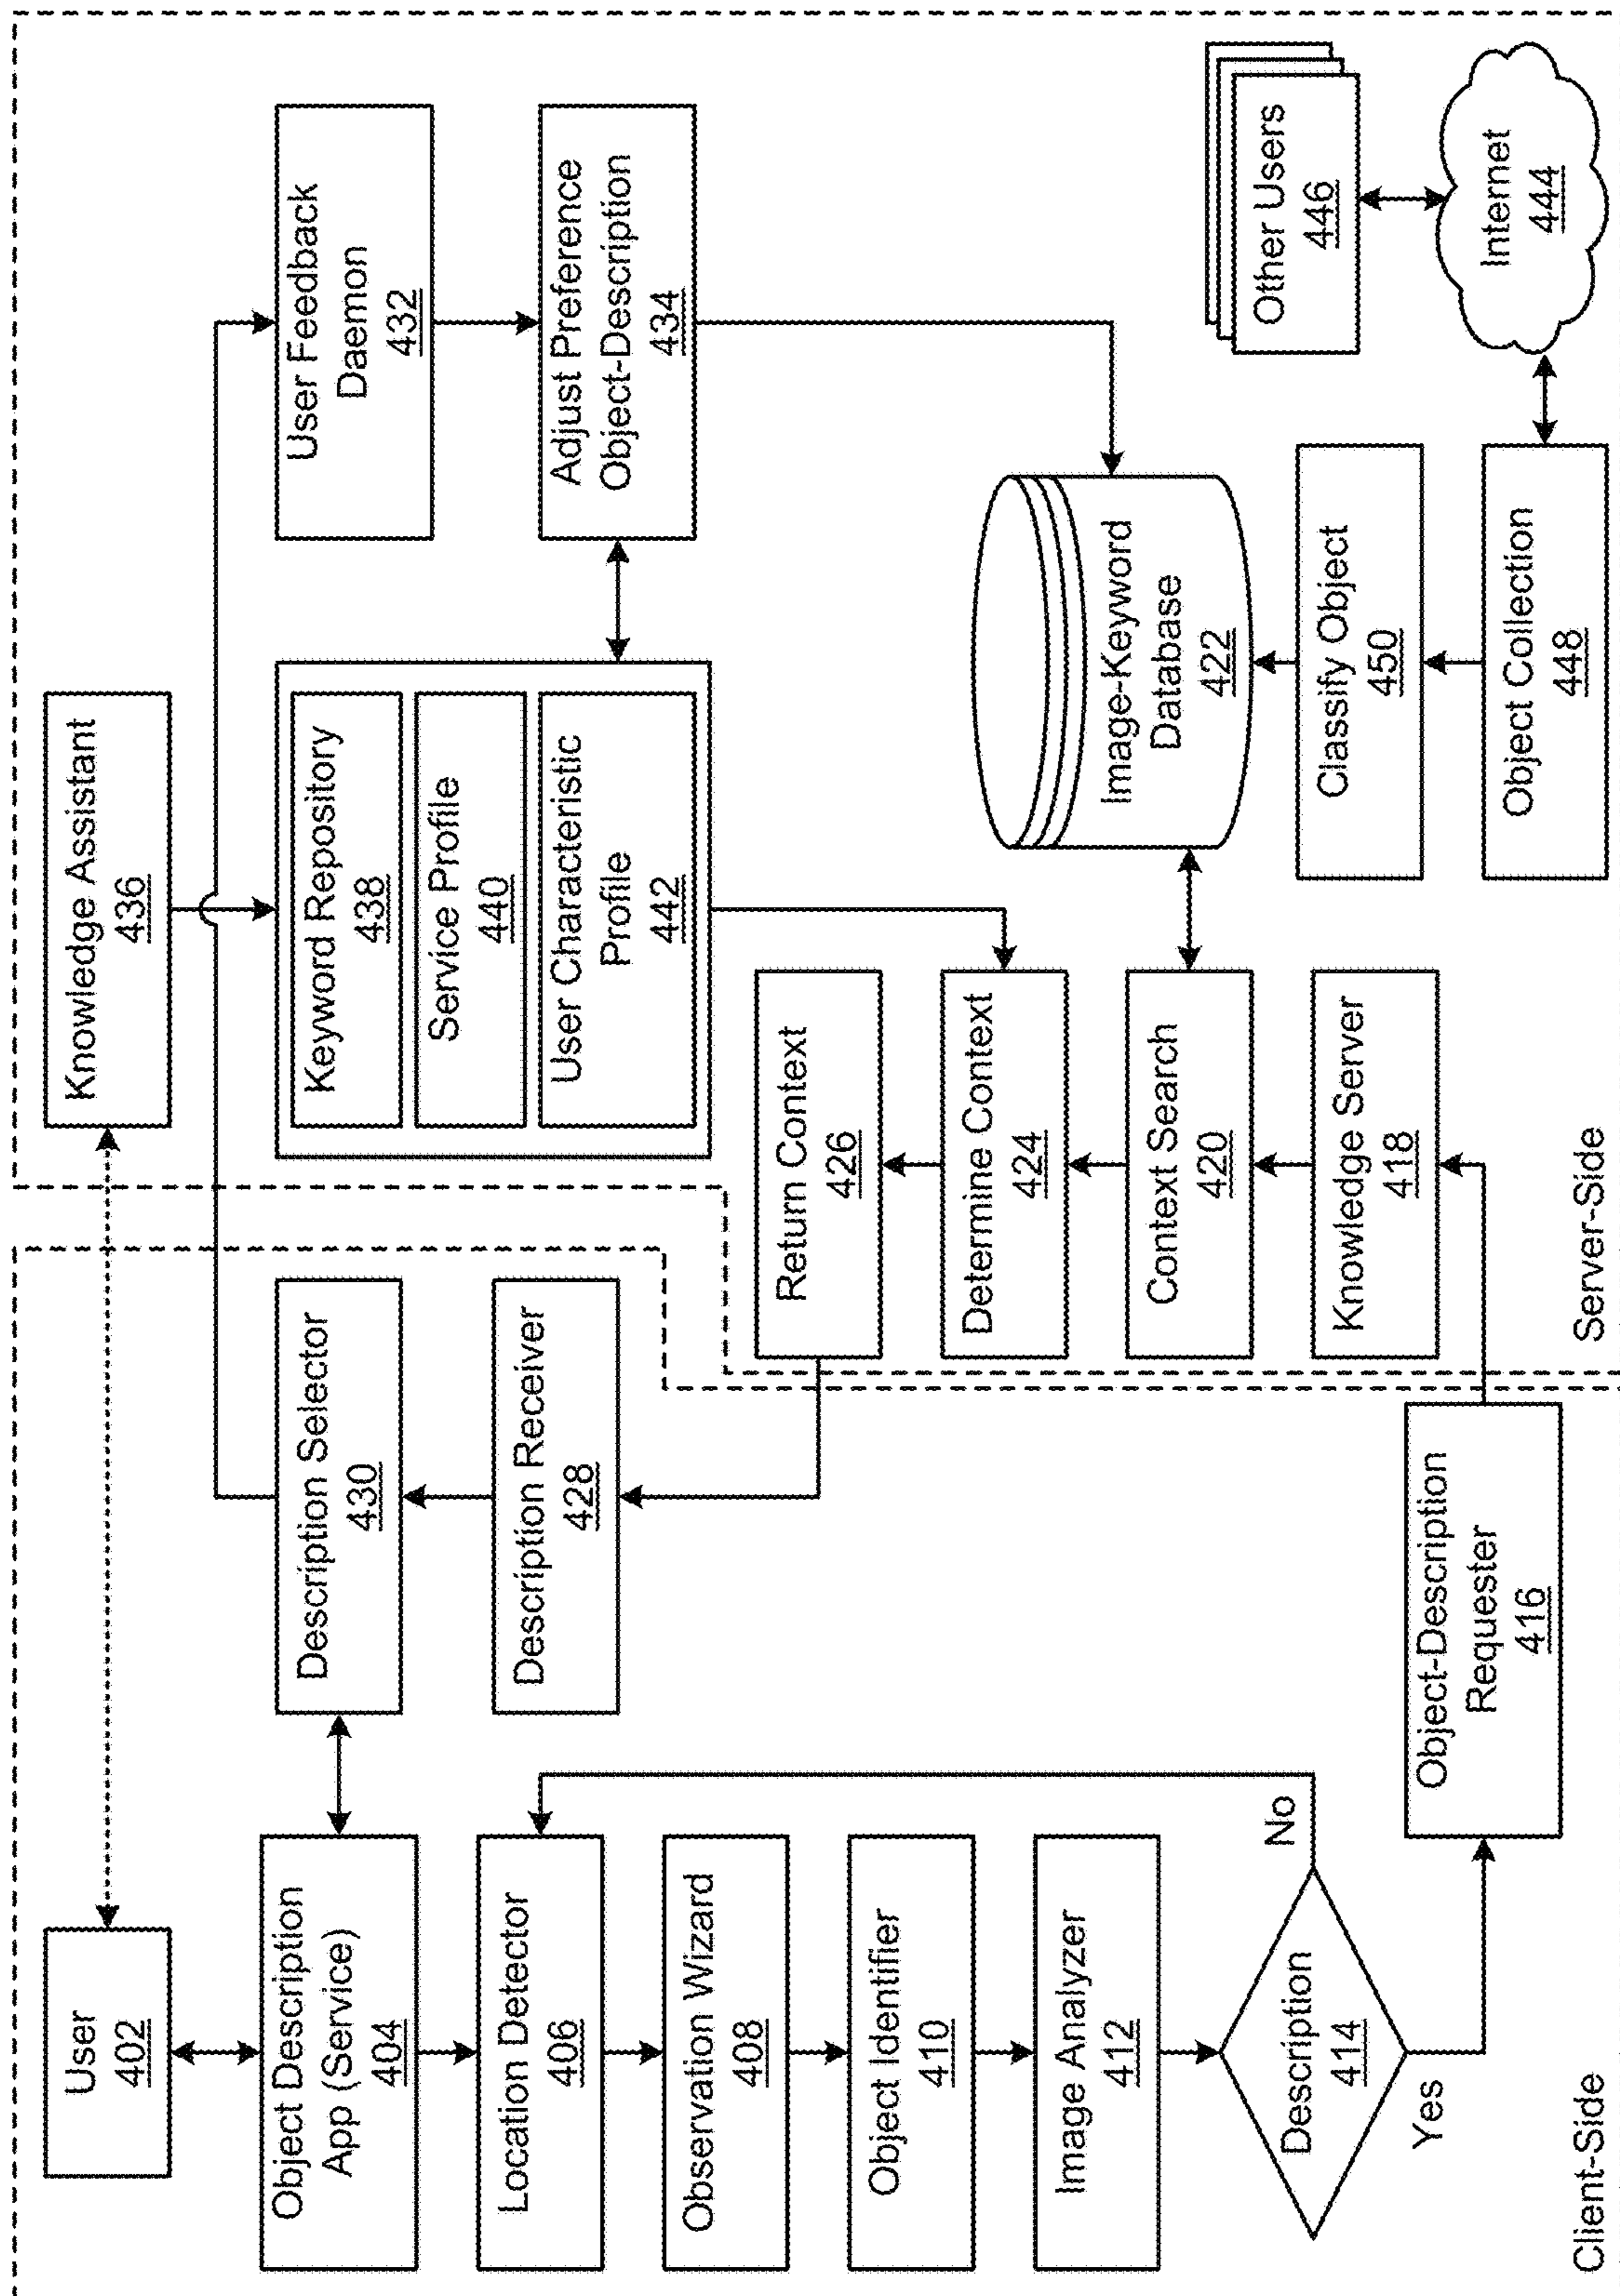 User
402
Object Description
App (Service)
404
Location Detector
406
Observation Wizard
408
Object Identifier
410
Image Analyzer
412
Description
414
No
Yes
Client-Side
Description Selector
430
Description Receiver
428
Object-Description
Requester
416
Knowledge Assistant
436
Keyword Repository
438
Service Profile
440
User Characteristic
Profile
442
Return Context
426
Determine Context
424
Context Search
420
Knowledge Server
418
Server-Side
User Feedback
Daemon
432
Adjust Preference
Object-Description
434
Image-Keyword
Database
422
Classify Object
450
Object Collection
448
Other Users
446
Internet
444